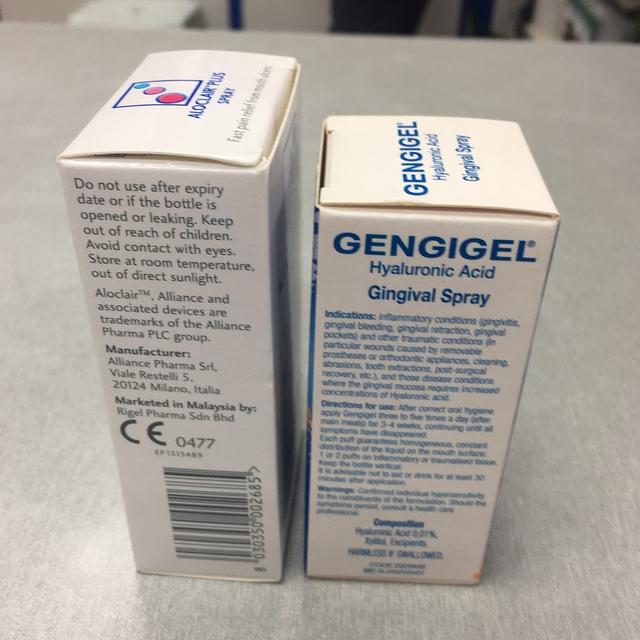 ALOCLAIR PLUS
SPRAY
Fast pain relief from mouth ulcers
Do not use after expiry
date or if the bottle is
opened or leaking. Keep
out of reach of children.
Avoid contact with eyes.
Store at room temperature,
out of direct sunlight.
Aloclair™, Alliance and
associated devices are
trademarks of the Alliance
Pharma PLC group.
Manufacturer:
Alliance Pharma Srl,
Viale Restelli 5,
20124 Milano, Italia
Marketed in Malaysia by:
Rigel Pharma Sdn Bhd
CE 0477
EP1515489
5030350002685
GENGIGEL®
Hyaluronic Acid
Gingival Spray
GENGIGEL®
Hyaluronic Acid
Gingival Spray
Indications: inflammatory conditions (gingivitis,
gingival bleeding, gingival retraction, gingival
pockets) and other traumatic conditions (in
particular wounds caused by removable
prostheses or orthodontic appliances, cleaning,
abrasions, tooth extractions, post-surgical
recovery, etc.), and those disease conditions
where the gingival mucosa requires increased
concentrations of Hyaluronic acid.
Directions for use: After correct oral hygiene
apply Gengigel three to five times a day (after
main meals) for 3-4 weeks, continuing until all
symptoms have disappeared.
Each puff guarantees homogeneous, constant
distribution of the liquid on the mouth surface;
1 or 2 puffs on inflammatory or traumatised tissue.
Keep the bottle vertical.
It is advisable not to eat or drink for at least 30
minutes after application.
Warnings: Confirmed individual hypersensitivity
to the constituents of the formulation. Should the
symptoms persist, consult a health care
professional.
Composition
Hyaluronic Acid 0,01%,
Xylitol, Excipients.
HARMLESS IF SWALLOWED.
CODE